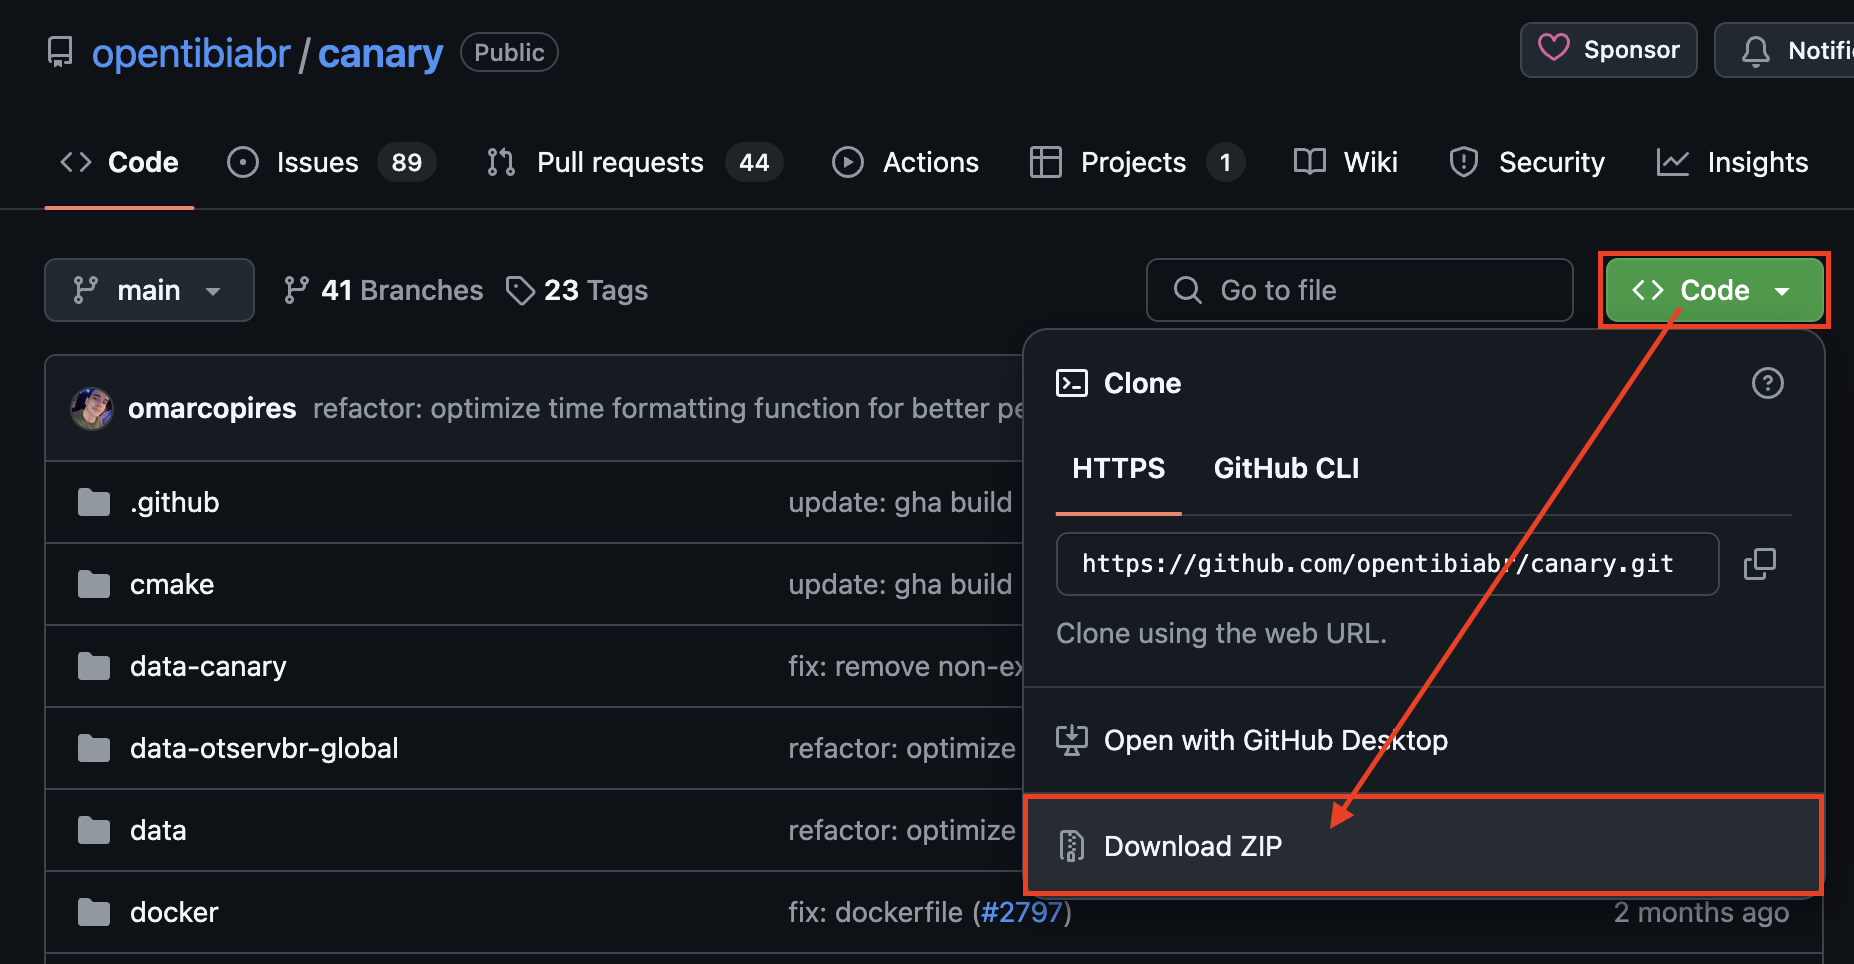 opentibiabr / canary Public Sponsor Notifi
Code Issues 89 Pull requests 44 Actions Projects 1 Wiki Security Insights
main 41 Branches 23 Tags Go to file Code
omarcopires refactor: optimize time formatting function for better pe
Clone
HTTPS GitHub CLI
https://github.com/opentibiabr/canary.git
Clone using the web URL.
Open with GitHub Desktop
Download ZIP
.github update: gha build
cmake update: gha build
data-canary fix: remove non-ex
data-otservbr-global refactor: optimize
data refactor: optimize
docker fix: dockerfile (#2797) 2 months ago